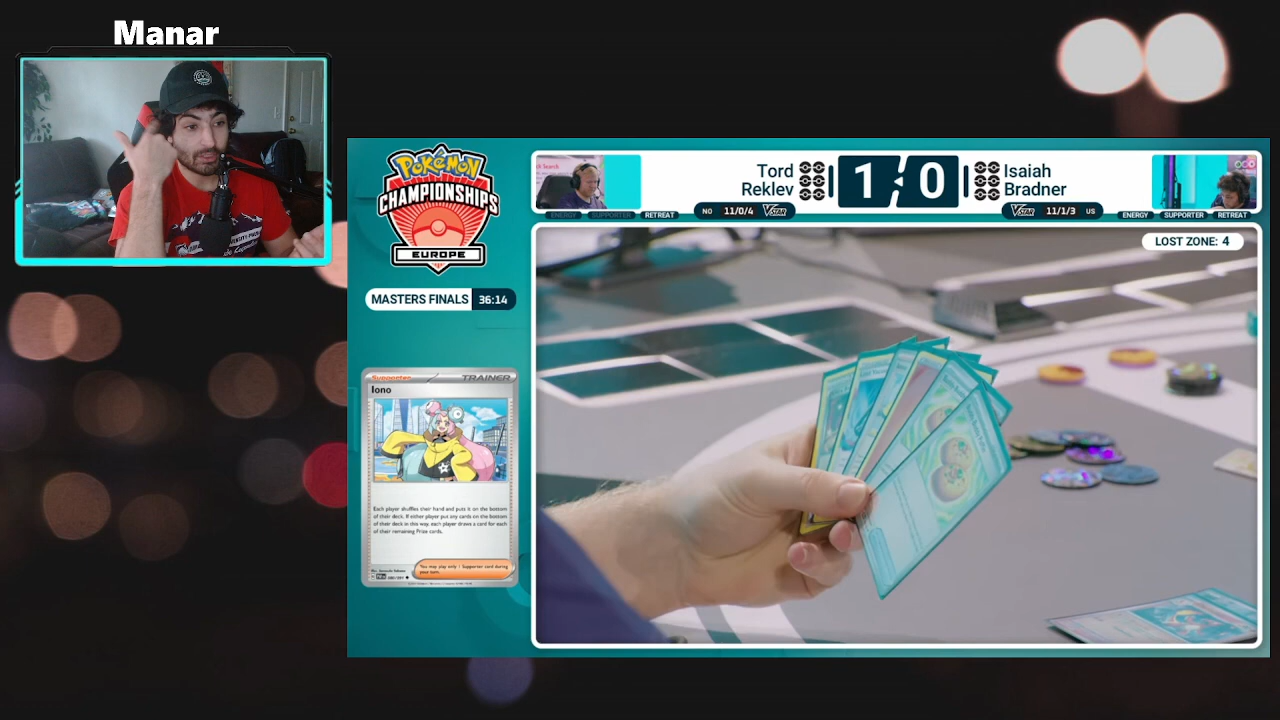 Manar
Pokémon
CHAMPIONSHIPS
EUROPE
MASTERS FINALS 36:14
Tord
Reklev
1 - 0
Isaiah
Bradner
NO 11/0/4 VSTAR
VSTAR 11/1/3 US
ENERGY SUPPORTER RETREAT
ENERGY SUPPORTER RETREAT
LOST ZONE: 4
Supporter TRAINER
Iono
Each player shuffles their hand and puts it on the bottom
of their deck. If either player put any cards on the bottom
of their deck in this way, each player draws a card for each
of their remaining Prize cards.
You may play only 1 Supporter card during
your turn.